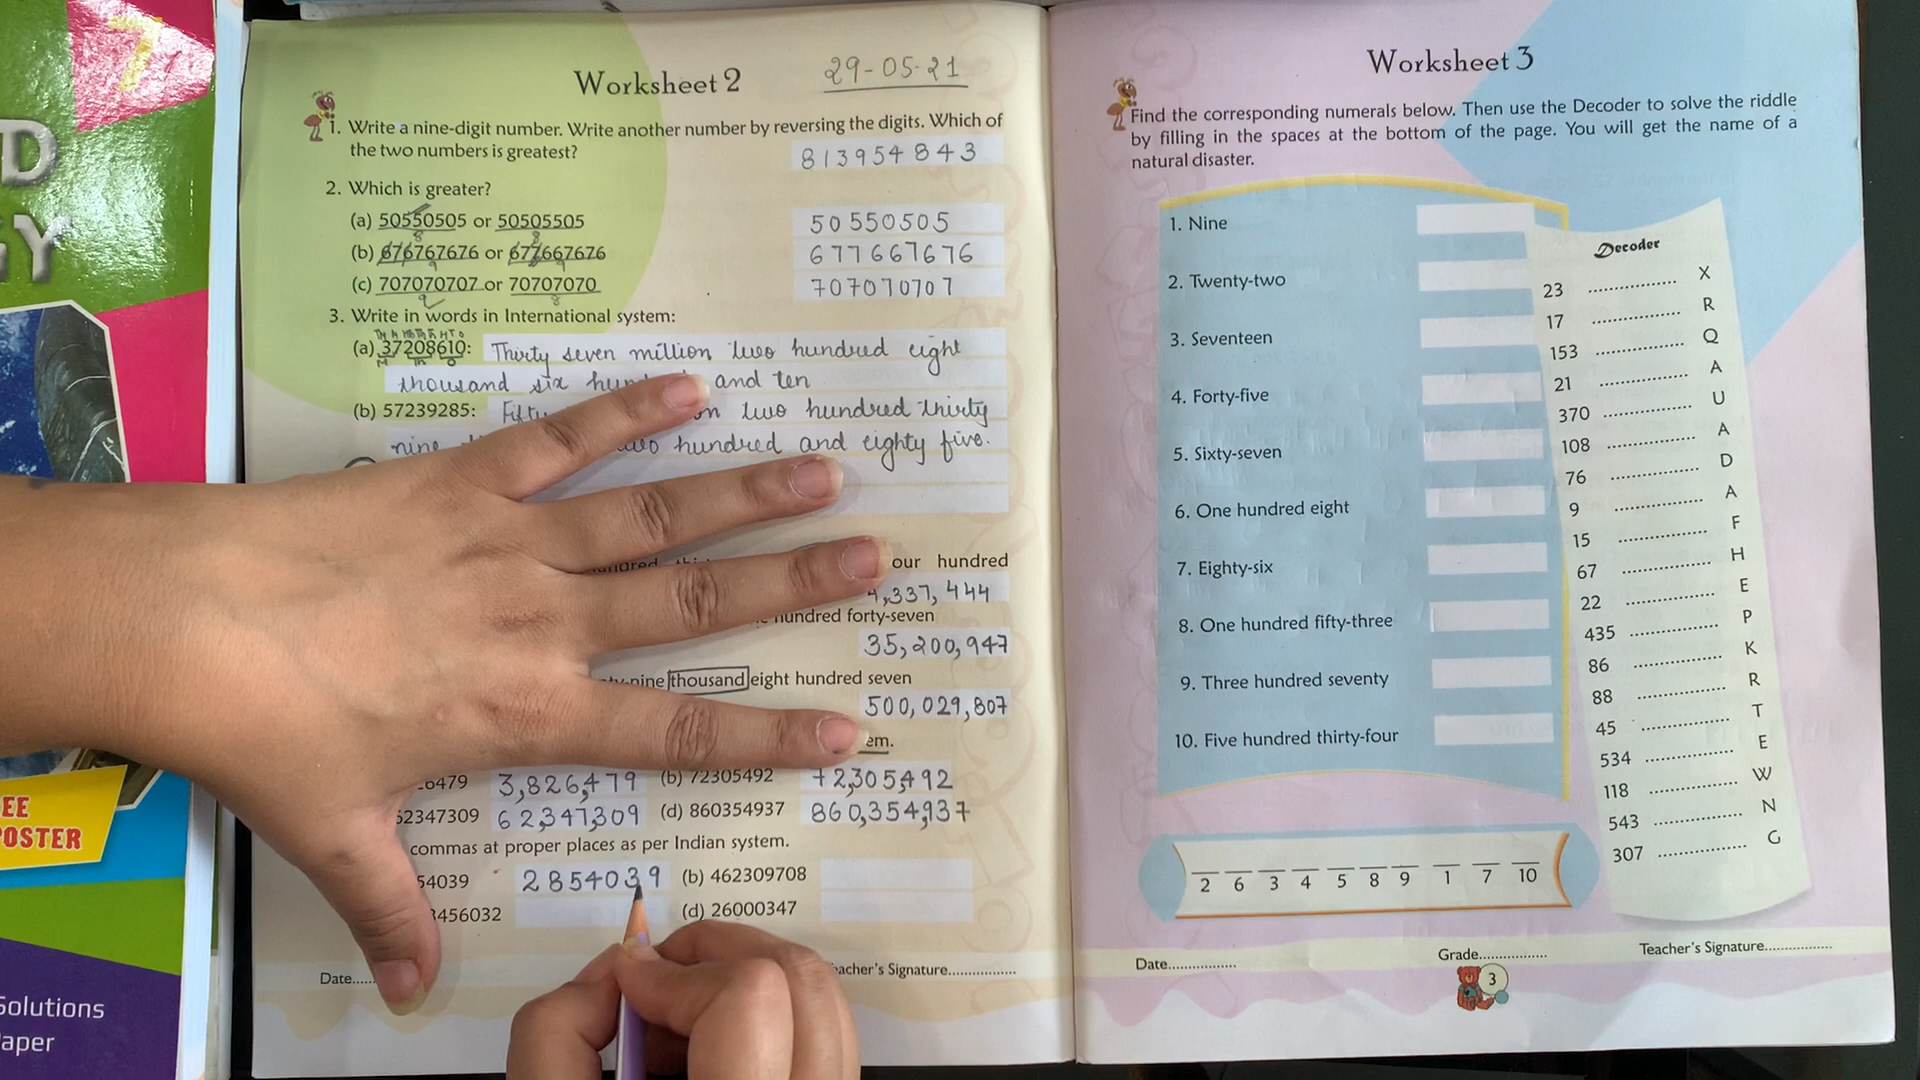 7
D
GY
EE
POSTER
Solutions
aper
Worksheet 2
29-05-21
1. Write a nine-digit number. Write another number by reversing the digits. Which of
the two numbers is greatest?
813954843
2. Which is greater?
(a) 50550505 or 50505505
50550505
(b) 676767676 or 677667676
677667676
(c) 707070707 or 70707070
707070707
3. Write in words in International system:
(a) 37208610: Thirty seven million two hundred eight
thousand six and ten
(b) 57239285: Fifty two hundred thirty
nine hundred and eighty five.
our hundred
4,337,444
hundred forty-seven
35,200,947
nine thousand eight hundred seven
500,029,807
em.
6479 3,826,479 (b) 72305492 72,305,492
62347309 62,347,309 (d) 860354937 860,354,937
commas at proper places as per Indian system.
54039 2854039 (b) 462309708
456032 (d) 26000347
Date...... acher's Signature.................
Worksheet 3
Find the corresponding numerals below. Then use the Decoder to solve the riddle
by filling in the spaces at the bottom of the page. You will get the name of a
natural disaster.
1. Nine
2. Twenty-two
3. Seventeen
4. Forty-five
5. Sixty-seven
6. One hundred eight
7. Eighty-six
8. One hundred fifty-three
9. Three hundred seventy
10. Five hundred thirty-four
Decoder
23 ................ X
17 ................ R
153 ................ Q
21 ................ A
370 ................ U
108 ................ A
76 ................ D
9 ................ A
15 ................ F
67 ................ H
22 ................ E
435 ................ P
86 ................ K
88 ................ R
45 ................ T
534 ................ E
118 ................ W
543 ................ N
307 ................ G
2 6 3 4 5 8 9 1 7 10
Date................. Grade................. Teacher's Signature.................
3